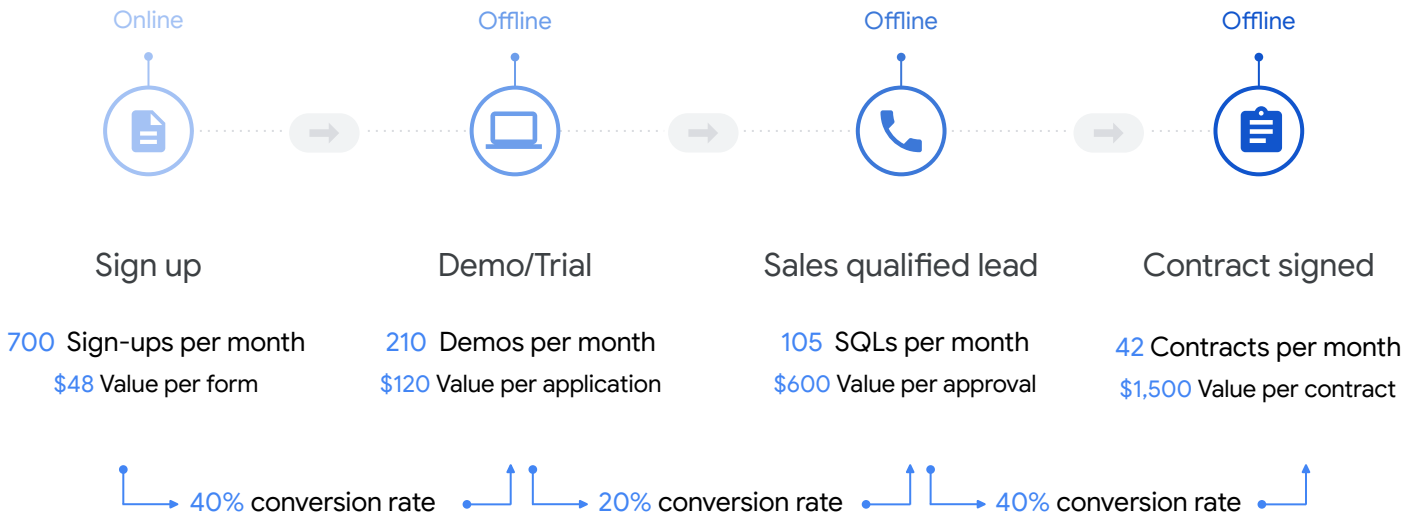 Online
Offline
Offline
Offline
Sign up
Demo/Trial
Sales qualified lead
Contract signed
700 Sign-ups per month
210 Demos per month
105 SQLs per month
42 Contracts per month
$48 Value per form
$120 Value per application
$600 Value per approval
$1,500 Value per contract
40% conversion rate
20% conversion rate
40% conversion rate